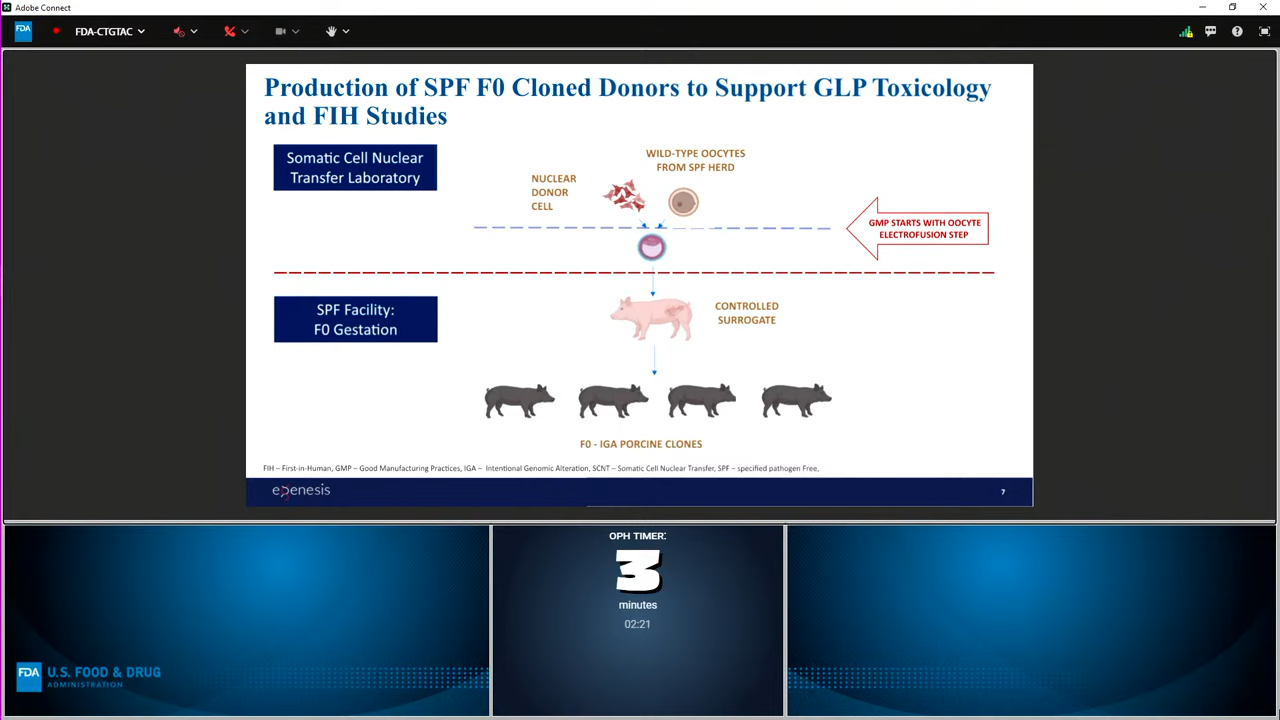 Adobe Connect
FDA
FDA-CTGTAC
Production of SPF F0 Cloned Donors to Support GLP Toxicology
and FIH Studies
Somatic Cell Nuclear
Transfer Laboratory
WILD-TYPE OOCYTES
FROM SPF HERD
NUCLEAR
DONOR
CELL
GMP STARTS WITH OOCYTE
ELECTROFUSION STEP
SPF Facility:
F0 Gestation
CONTROLLED
SURROGATE
F0 - IGA PORCINE CLONES
FIH – First-in-Human, GMP – Good Manufacturing Practices, IGA – Intentional Genomic Alteration, SCNT – Somatic Cell Nuclear Transfer, SPF – specified pathogen Free,
egenesis
7
OPH TIMER:
3
minutes
02:21
FDA U.S. FOOD & DRUG
ADMINISTRATION